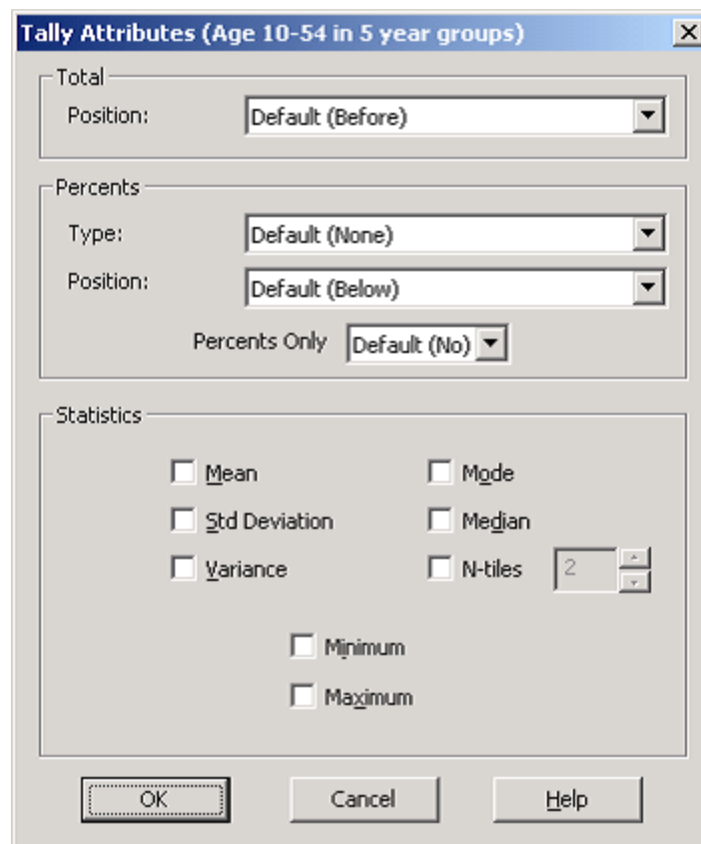 Tally Attributes (Age 10-54 in 5 year groups)
Total
Position: Default (Before)
Percents
Type: Default (None)
Position: Default (Below)
Percents Only Default (No)
Statistics
Mean Mode
Std Deviation Median
Variance N-tiles 2
Minimum
Maximum
OK Cancel Help